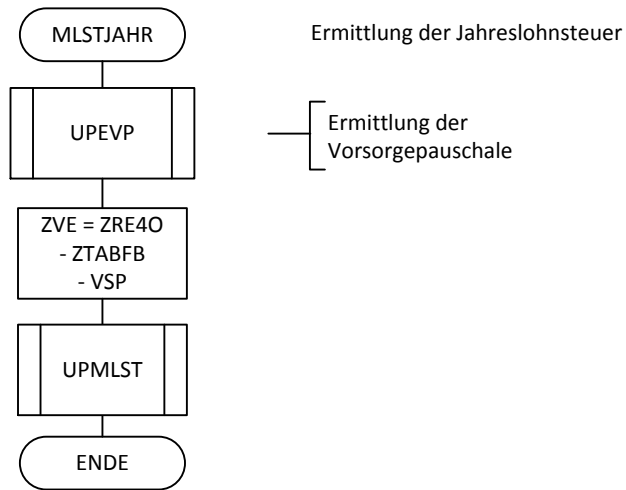 MLSTJAHR
Ermittlung der Jahreslohnsteuer
UPEVP
Ermittlung der
Vorsorgepauschale
ZVE = ZRE4O
- ZTABFB
- VSP
UPMLST
ENDE